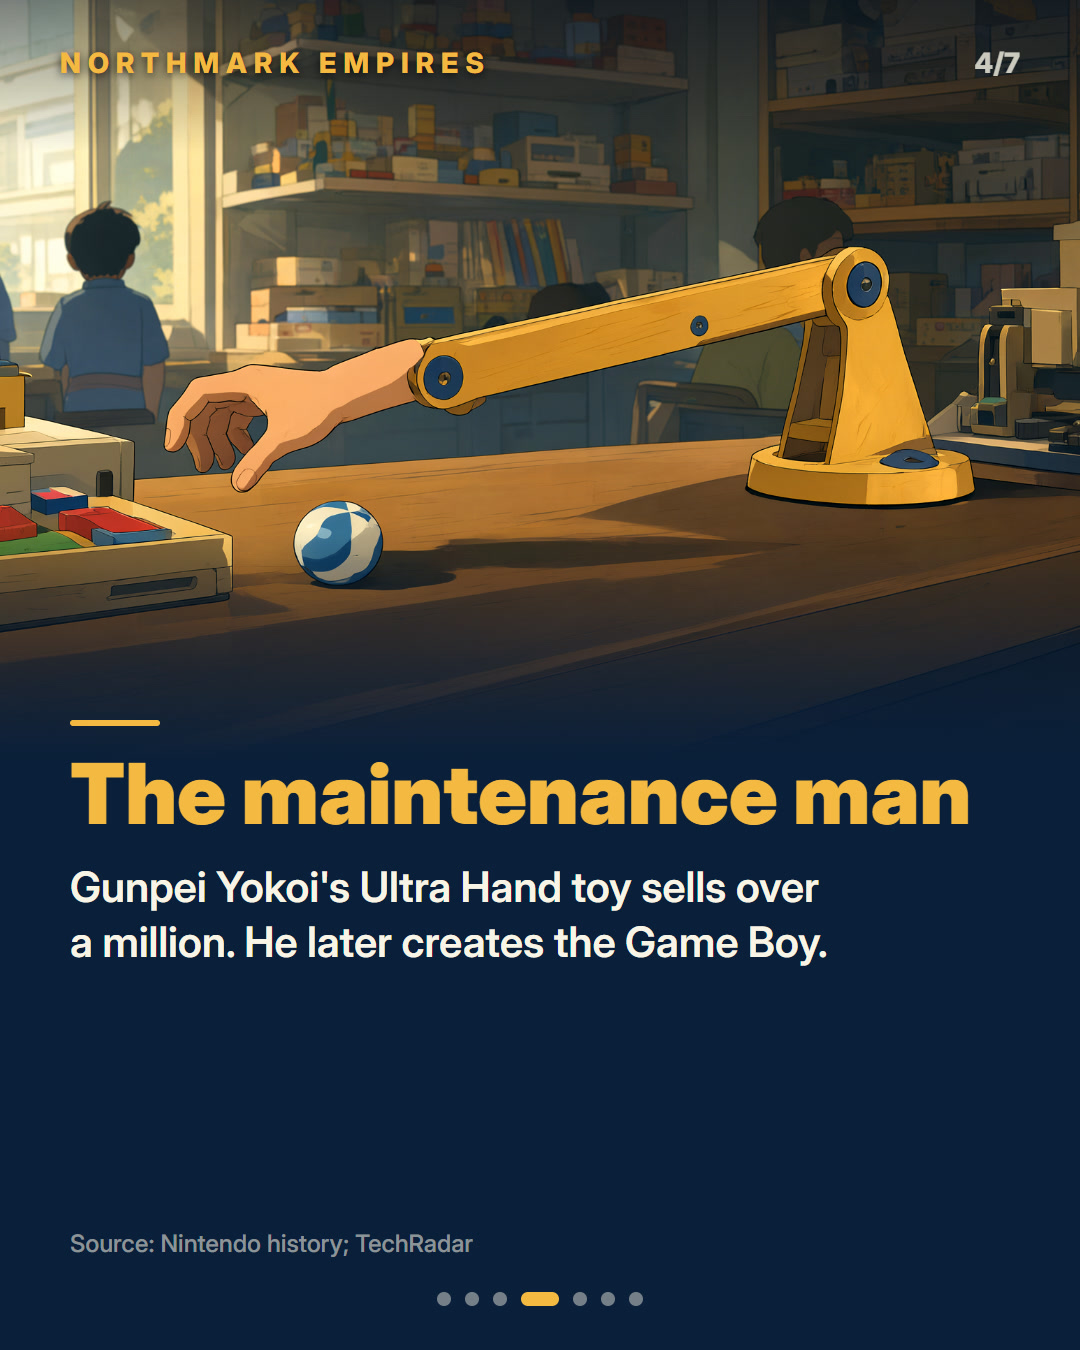 NORTHMARK EMPIRES
4/7
The maintenance man
Gunpei Yokoi's Ultra Hand toy sells over
a million. He later creates the Game Boy.
Source: Nintendo history; TechRadar